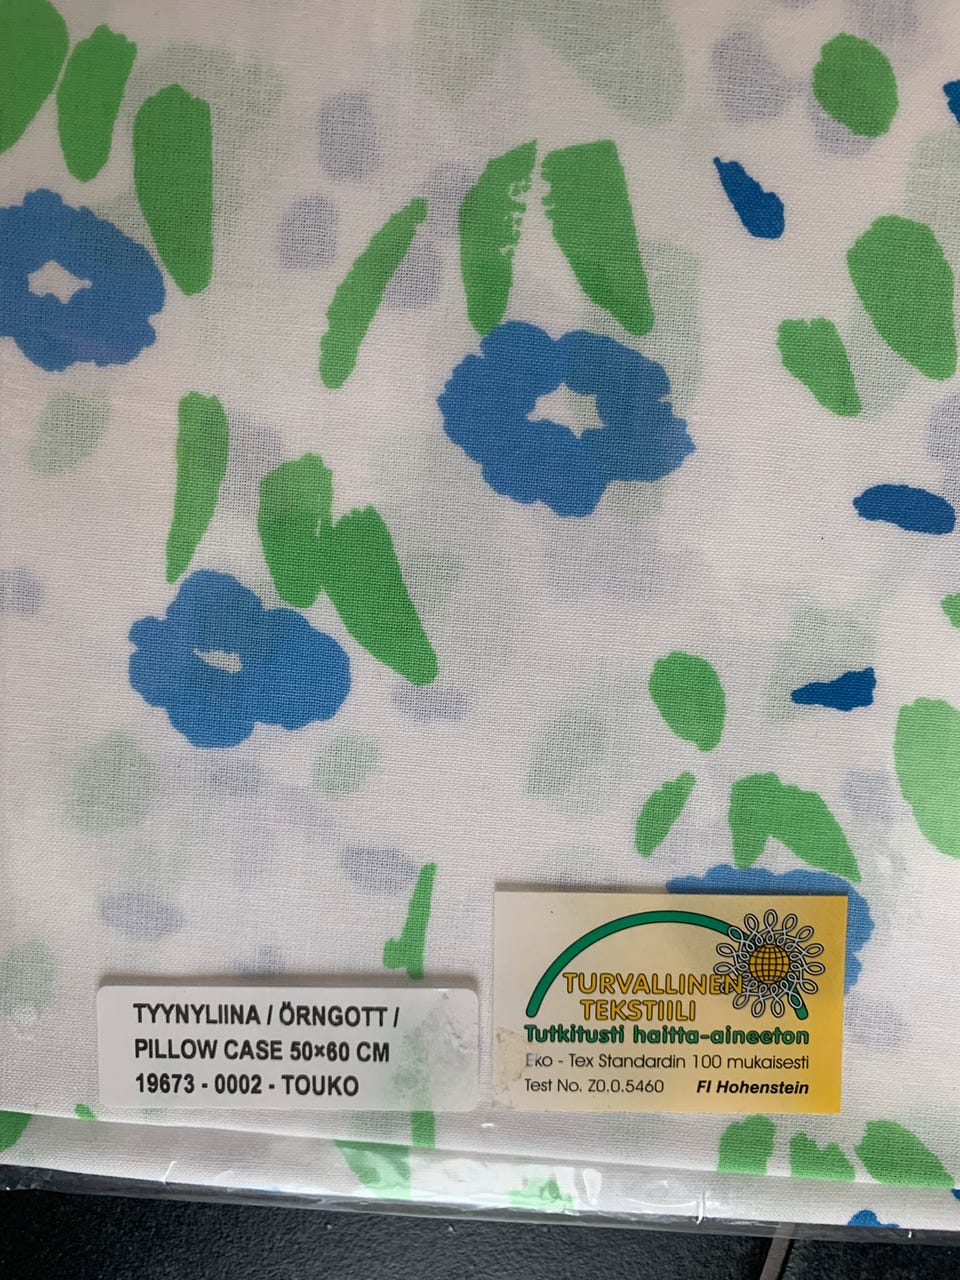 TYYNYLIINA / ÖRNGOTT /
PILLOW CASE 50×60 CM
19673 - 0002 - TOUKO
TURVALLINEN
TEKSTIILI
Tutkitusti haitta-aineeton
Eko - Tex Standardin 100 mukaisesti
Test No. Z0.0.5460 FI Hohenstein